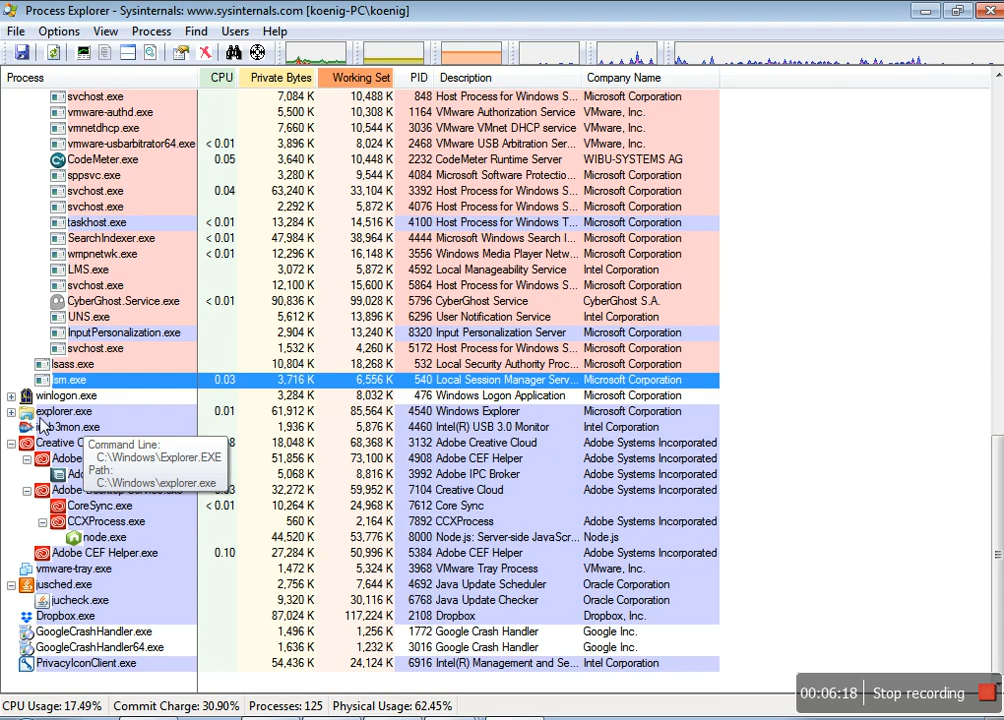 Process Explorer - Sysinternals: www.sysinternals.com [koenig-PC\koenig]
File Options View Process Find Users Help
Process CPU Private Bytes Working Set PID Description Company Name
svchost.exe 7,084 K 10,488 K 848 Host Process for Windows S... Microsoft Corporation
vmware-authd.exe 5,500 K 10,308 K 1164 VMware Authorization Service VMware, Inc.
vmnetdhcp.exe 7,660 K 10,544 K 3036 VMware VMnet DHCP service VMware, Inc.
vmware-usbarbitrator64.exe < 0.01 3,896 K 8,024 K 2468 VMware USB Arbitration Ser... VMware, Inc.
CodeMeter.exe 0.05 3,640 K 10,448 K 2232 CodeMeter Runtime Server WIBU-SYSTEMS AG
sppsvc.exe 3,280 K 9,544 K 4084 Microsoft Software Protectio... Microsoft Corporation
svchost.exe 0.04 63,240 K 33,104 K 3392 Host Process for Windows S... Microsoft Corporation
svchost.exe 2,292 K 5,872 K 4076 Host Process for Windows S... Microsoft Corporation
taskhost.exe < 0.01 13,284 K 14,516 K 4100 Host Process for Windows T... Microsoft Corporation
SearchIndexer.exe < 0.01 47,984 K 38,964 K 4444 Microsoft Windows Search I... Microsoft Corporation
wmpnetwk.exe < 0.01 12,296 K 16,148 K 3556 Windows Media Player Netw... Microsoft Corporation
LMS.exe 3,072 K 5,872 K 4592 Local Manageability Service Intel Corporation
svchost.exe 12,100 K 15,600 K 5864 Host Process for Windows S... Microsoft Corporation
CyberGhost.Service.exe < 0.01 90,836 K 99,028 K 5796 CyberGhost Service CyberGhost S.A.
UNS.exe 5,612 K 13,896 K 6296 User Notification Service Intel Corporation
InputPersonalization.exe 2,904 K 13,240 K 8320 Input Personalization Server Microsoft Corporation
svchost.exe 1,532 K 4,260 K 5172 Host Process for Windows S... Microsoft Corporation
lsass.exe 10,804 K 18,268 K 532 Local Security Authority Proc... Microsoft Corporation
lsm.exe 0.03 3,716 K 6,556 K 540 Local Session Manager Serv... Microsoft Corporation
winlogon.exe 3,284 K 8,032 K 476 Windows Logon Application Microsoft Corporation
explorer.exe 0.01 61,912 K 85,564 K 4540 Windows Explorer Microsoft Corporation
b3mon.exe 1,936 K 5,876 K 4460 Intel(R) USB 3.0 Monitor Intel Corporation
Creative C 8 18,048 K 68,368 K 3132 Adobe Creative Cloud Adobe Systems Incorporated
Adobe 51,856 K 73,100 K 4908 Adobe CEF Helper Adobe Systems Incorporated
Ado 5,068 K 8,816 K 4392 Adobe IPC Broker Adobe Systems Incorporated
Adobe Desktop Service.exe 0.03 32,272 K 59,952 K 7104 Creative Cloud Adobe Systems Incorporated
CoreSync.exe < 0.01 10,264 K 24,968 K 7612 Core Sync
CCXProcess.exe 560 K 2,164 K 7892 CCXProcess Adobe Systems Incorporated
node.exe 44,520 K 53,776 K 8000 Node.js: Server-side JavaScr... Node.js
Adobe CEF Helper.exe 0.10 27,284 K 50,996 K 5384 Adobe CEF Helper Adobe Systems Incorporated
vmware-tray.exe 1,472 K 5,324 K 3968 VMware Tray Process VMware, Inc.
jusched.exe 2,756 K 7,644 K 4692 Java Update Scheduler Oracle Corporation
jucheck.exe 9,320 K 30,116 K 6768 Java Update Checker Oracle Corporation
Dropbox.exe 87,024 K 117,224 K 2108 Dropbox Dropbox, Inc.
GoogleCrashHandler.exe 1,496 K 1,256 K 1772 Google Crash Handler Google Inc.
GoogleCrashHandler64.exe 1,636 K 1,232 K 3016 Google Crash Handler Google Inc.
PrivacyIconClient.exe 54,436 K 24,124 K 6916 Intel(R) Management and Se... Intel Corporation
Command Line:
C:\Windows\Explorer.EXE
Path:
C:\Windows\explorer.exe
00:06:18 Stop recording
CPU Usage: 17.49% Commit Charge: 30.90% Processes: 125 Physical Usage: 62.45%